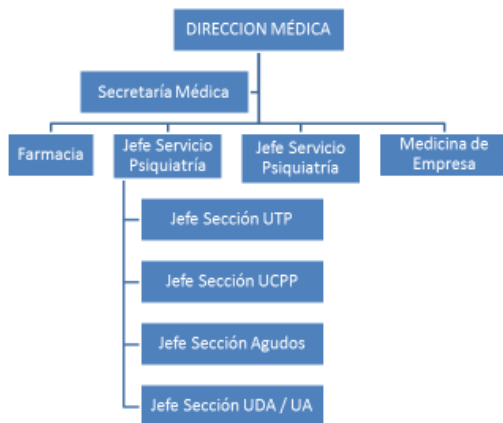 DIRECCION MÉDICA
Secretaría Médica
Farmacia
Jefe Servicio
Psiquiatría
Jefe Servicio
Psiquiatría
Medicina de
Empresa
Jefe Sección UTP
Jefe Sección UCPP
Jefe Sección Agudos
Jefe Sección UDA / UA